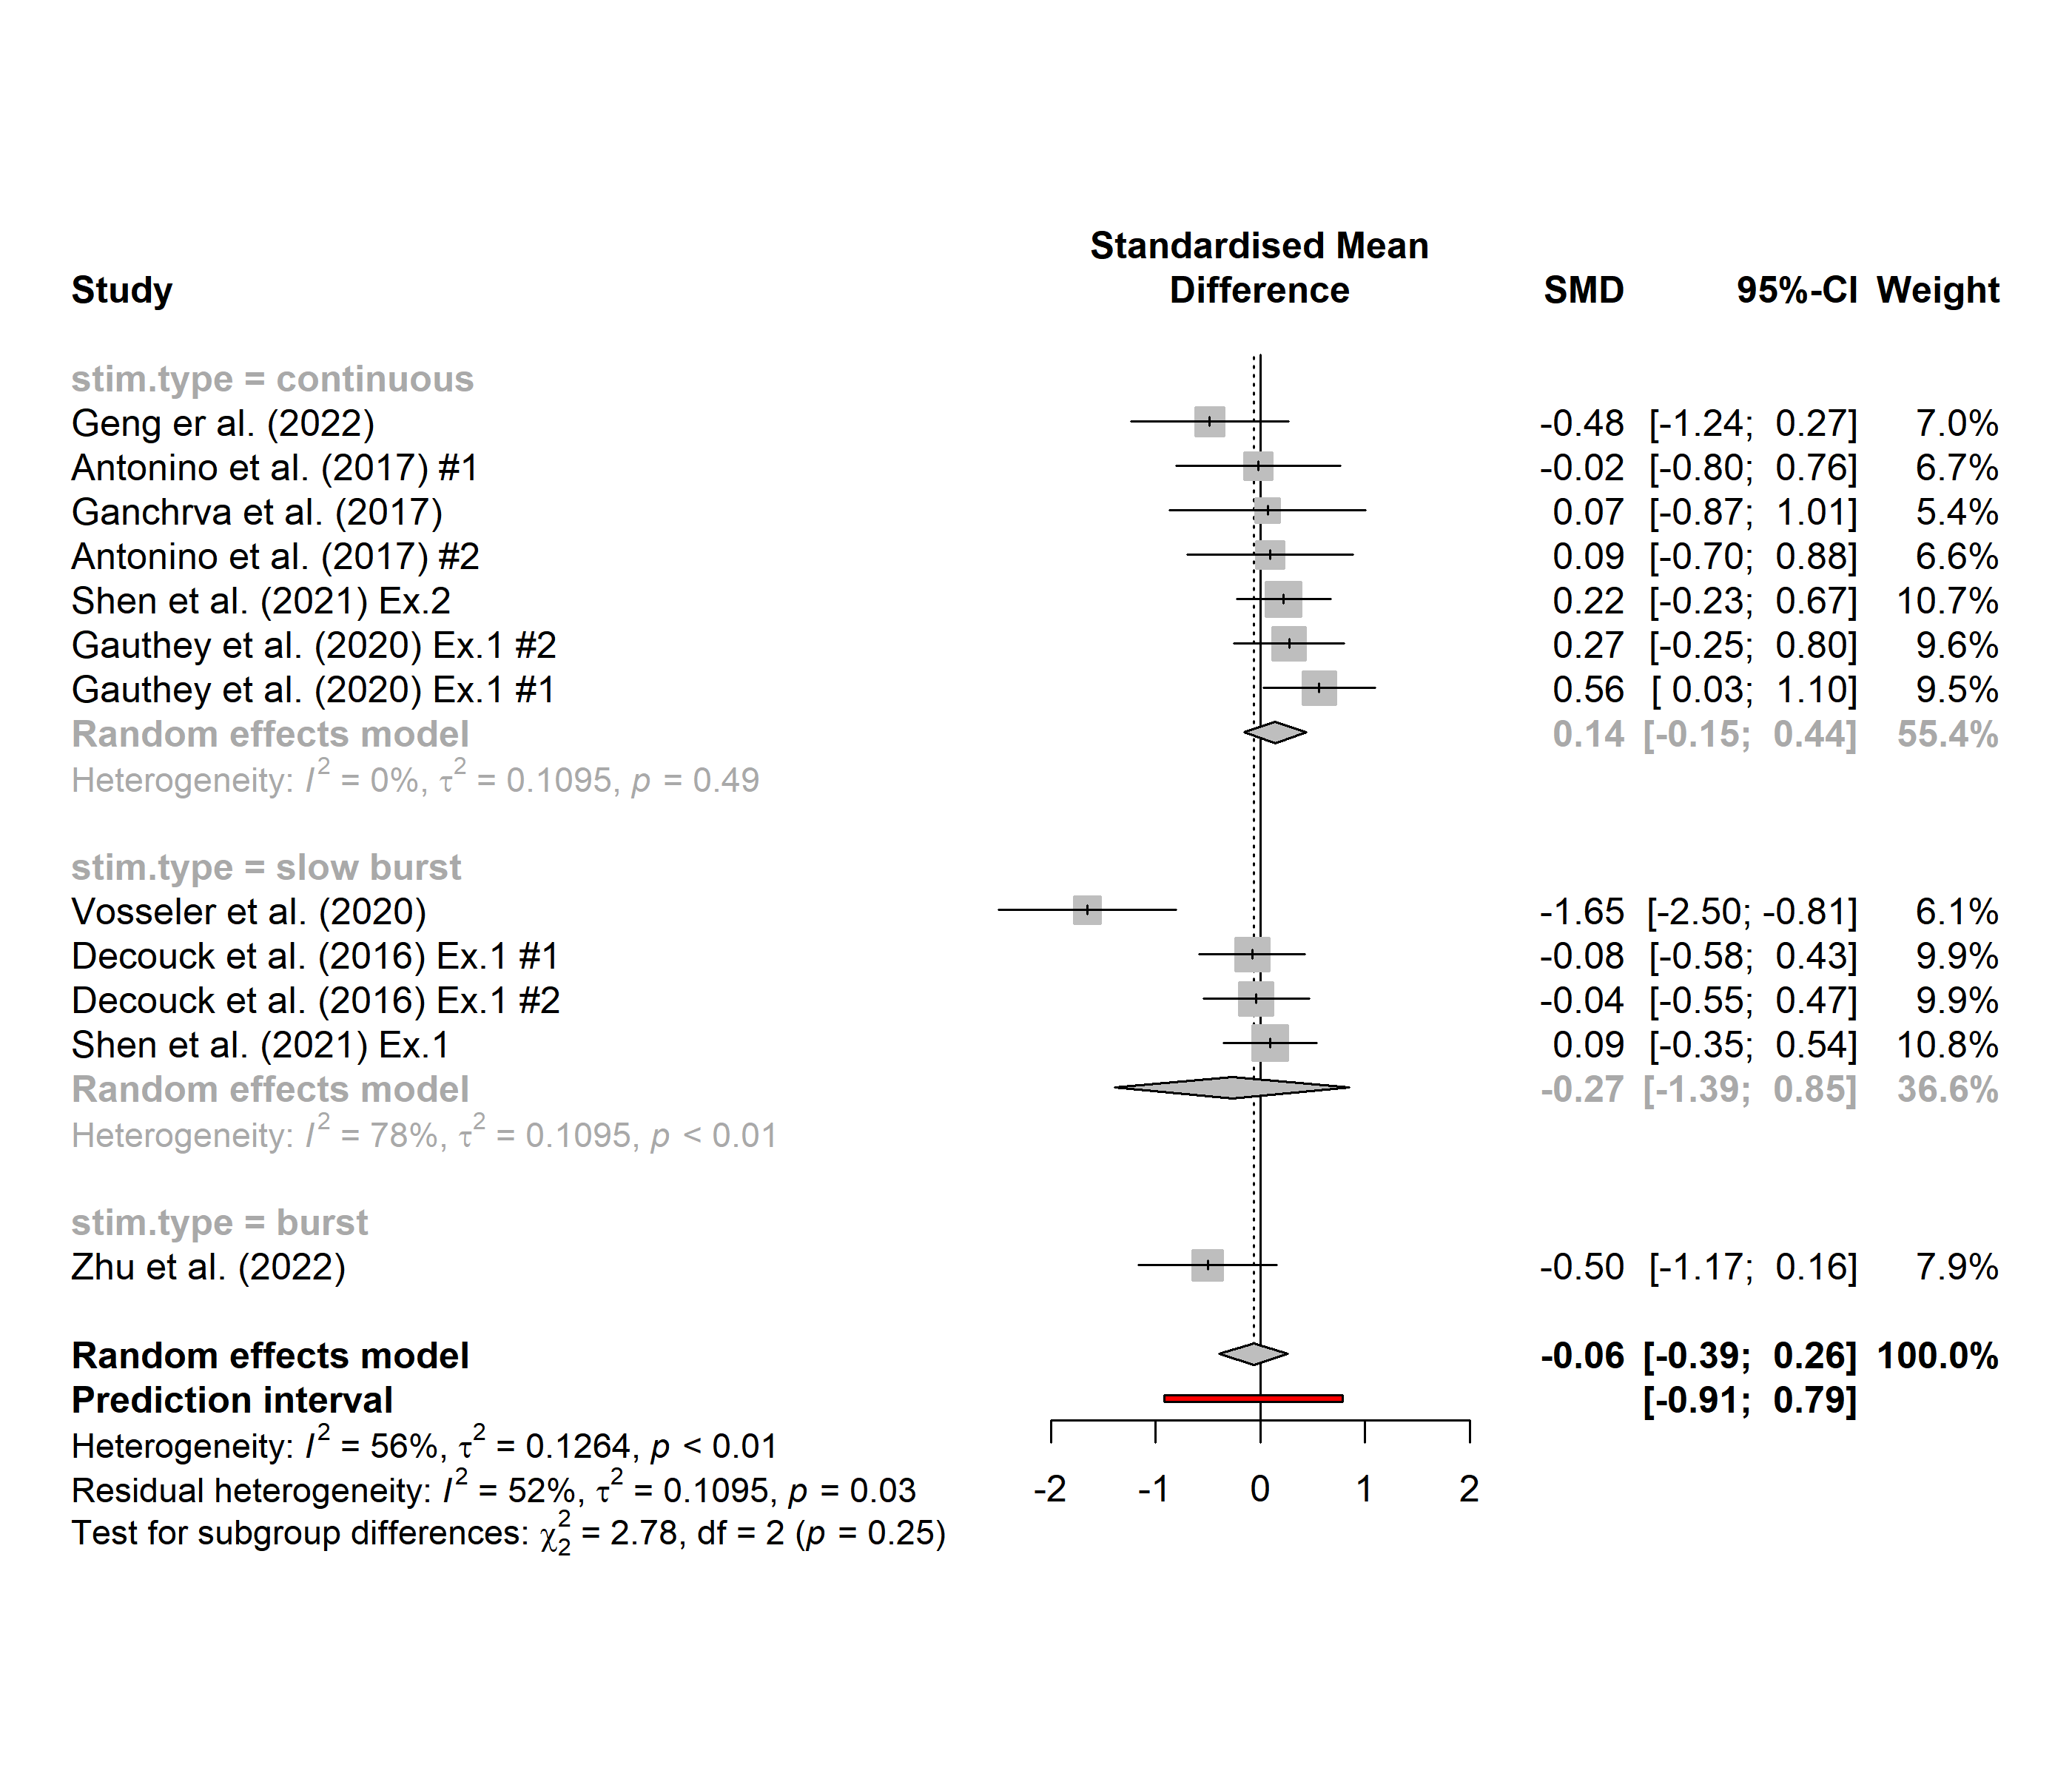 Standardised Mean
Study Difference SMD 95%-CI Weight
stim.type = continuous
Geng er al. (2022) -0.48 [-1.24; 0.27] 7.0%
Antonino et al. (2017) #1 -0.02 [-0.80; 0.76] 6.7%
Ganchrva et al. (2017) 0.07 [-0.87; 1.01] 5.4%
Antonino et al. (2017) #2 0.09 [-0.70; 0.88] 6.6%
Shen et al. (2021) Ex.2 0.22 [-0.23; 0.67] 10.7%
Gauthey et al. (2020) Ex.1 #2 0.27 [-0.25; 0.80] 9.6%
Gauthey et al. (2020) Ex.1 #1 0.56 [ 0.03; 1.10] 9.5%
Random effects model 0.14 [-0.15; 0.44] 55.4%
Heterogeneity: I² = 0%, τ² = 0.1095, p = 0.49
stim.type = slow burst
Vosseler et al. (2020) -1.65 [-2.50; -0.81] 6.1%
Decouck et al. (2016) Ex.1 #1 -0.08 [-0.58; 0.43] 9.9%
Decouck et al. (2016) Ex.1 #2 -0.04 [-0.55; 0.47] 9.9%
Shen et al. (2021) Ex.1 0.09 [-0.35; 0.54] 10.8%
Random effects model -0.27 [-1.39; 0.85] 36.6%
Heterogeneity: I² = 78%, τ² = 0.1095, p < 0.01
stim.type = burst
Zhu et al. (2022) -0.50 [-1.17; 0.16] 7.9%
Random effects model -0.06 [-0.39; 0.26] 100.0%
Prediction interval [-0.91; 0.79]
Heterogeneity: I² = 56%, τ² = 0.1264, p < 0.01
Residual heterogeneity: I² = 52%, τ² = 0.1095, p = 0.03
-2 -1 0 1 2
Test for subgroup differences: χ²₂ = 2.78, df = 2 (p = 0.25)